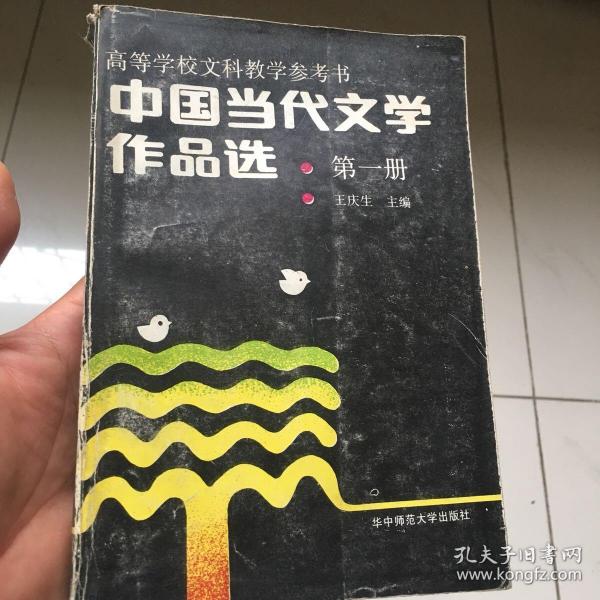 高等学校文科教学参考书
中国当代文学
作品选
第一册
王庆生 主编
华中师范大学出版社
孔夫子旧书网
www.kongfz.com